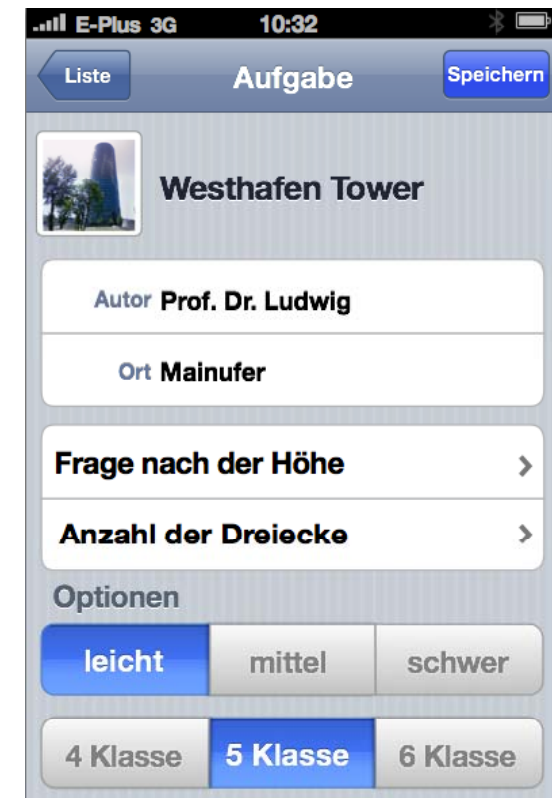 E-Plus 3G 10:32
Liste Aufgabe Speichern
Westhafen Tower
Autor Prof. Dr. Ludwig
Ort Mainufer
Frage nach der Höhe
Anzahl der Dreiecke
Optionen
leicht mittel schwer
4 Klasse 5 Klasse 6 Klasse